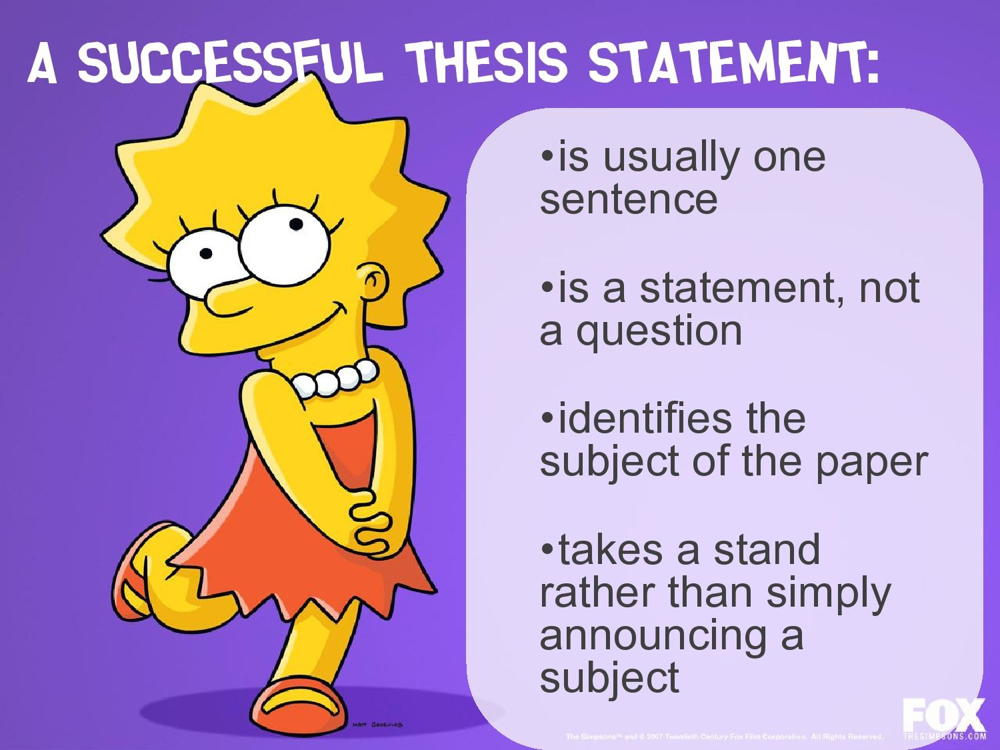 A SUCCESSFUL THESIS STATEMENT:
•is usually one
sentence
•is a statement, not
a question
•identifies the
subject of the paper
•takes a stand
rather than simply
announcing a
subject
MATT GROENING
FOX
The Simpsons™ and © 2007 Twentieth Century Fox Film Corporation. All Rights Reserved.
THESIMPSONS.COM